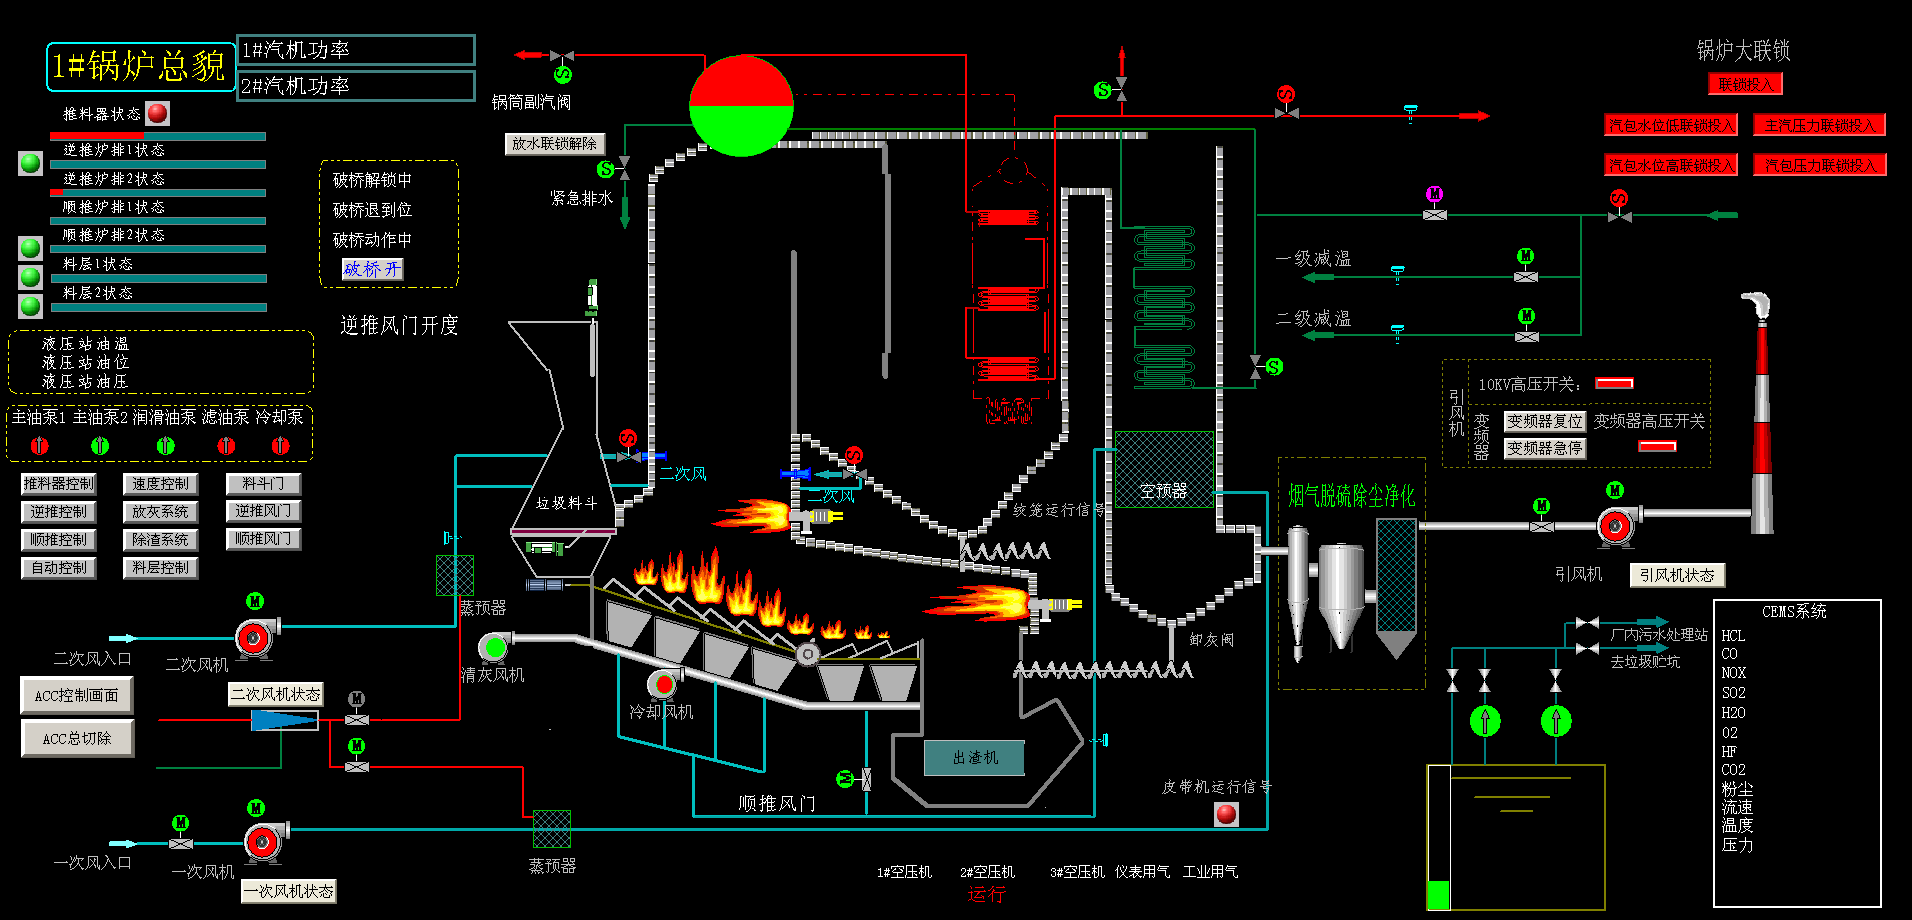 1#锅炉总貌
1#汽机功率
2#汽机功率
推料器状态
逆推炉排1状态
逆推炉排2状态
顺推炉排1状态
顺推炉排2状态
料层1状态
料层2状态
液压站油温
液压站油位
液压站油压
主油泵1 主油泵2 润滑油泵 滤油泵 冷却泵
推料器控制 速度控制 料斗门
逆推控制 放灰系统 逆推风门
顺推控制 除渣系统 顺推风门
自动控制 料层控制
破桥解锁中
破桥退到位
破桥动作中
破桥开
逆推风门开度
锅筒副汽阀
放水联锁解除
紧急排水
S
S
S
S
S
S
S
S
垃圾料斗
二次风
二次风
绞笼运行信号
空预器
卸灰阀
蒸预器
M
二次风入口
二次风机
二次风机状态
清灰风机
冷却风机
ACC控制画面
ACC总切除
M
M
M
M
M
一次风入口
一次风机
一次风机状态
蒸预器
顺推风门
出渣机
皮带机运行信号
1#空压机 2#空压机 3#空压机 仪表用气 工业用气
运行
锅炉大联锁
联锁投入
汽包水位低联锁投入 主汽压力联锁投入
汽包水位高联锁投入 汽包压力联锁投入
M
一级减温
M
二级减温
M
引风机
10KV高压开关:
变频器
变频器复位 变频器高压开关
变频器急停
烟气脱硫除尘净化
M
M
引风机
引风机状态
厂内污水处理站
去垃圾贮坑
CEMS系统
HCL
CO
NOX
SO2
H2O
O2
HF
CO2
粉尘
流速
温度
压力